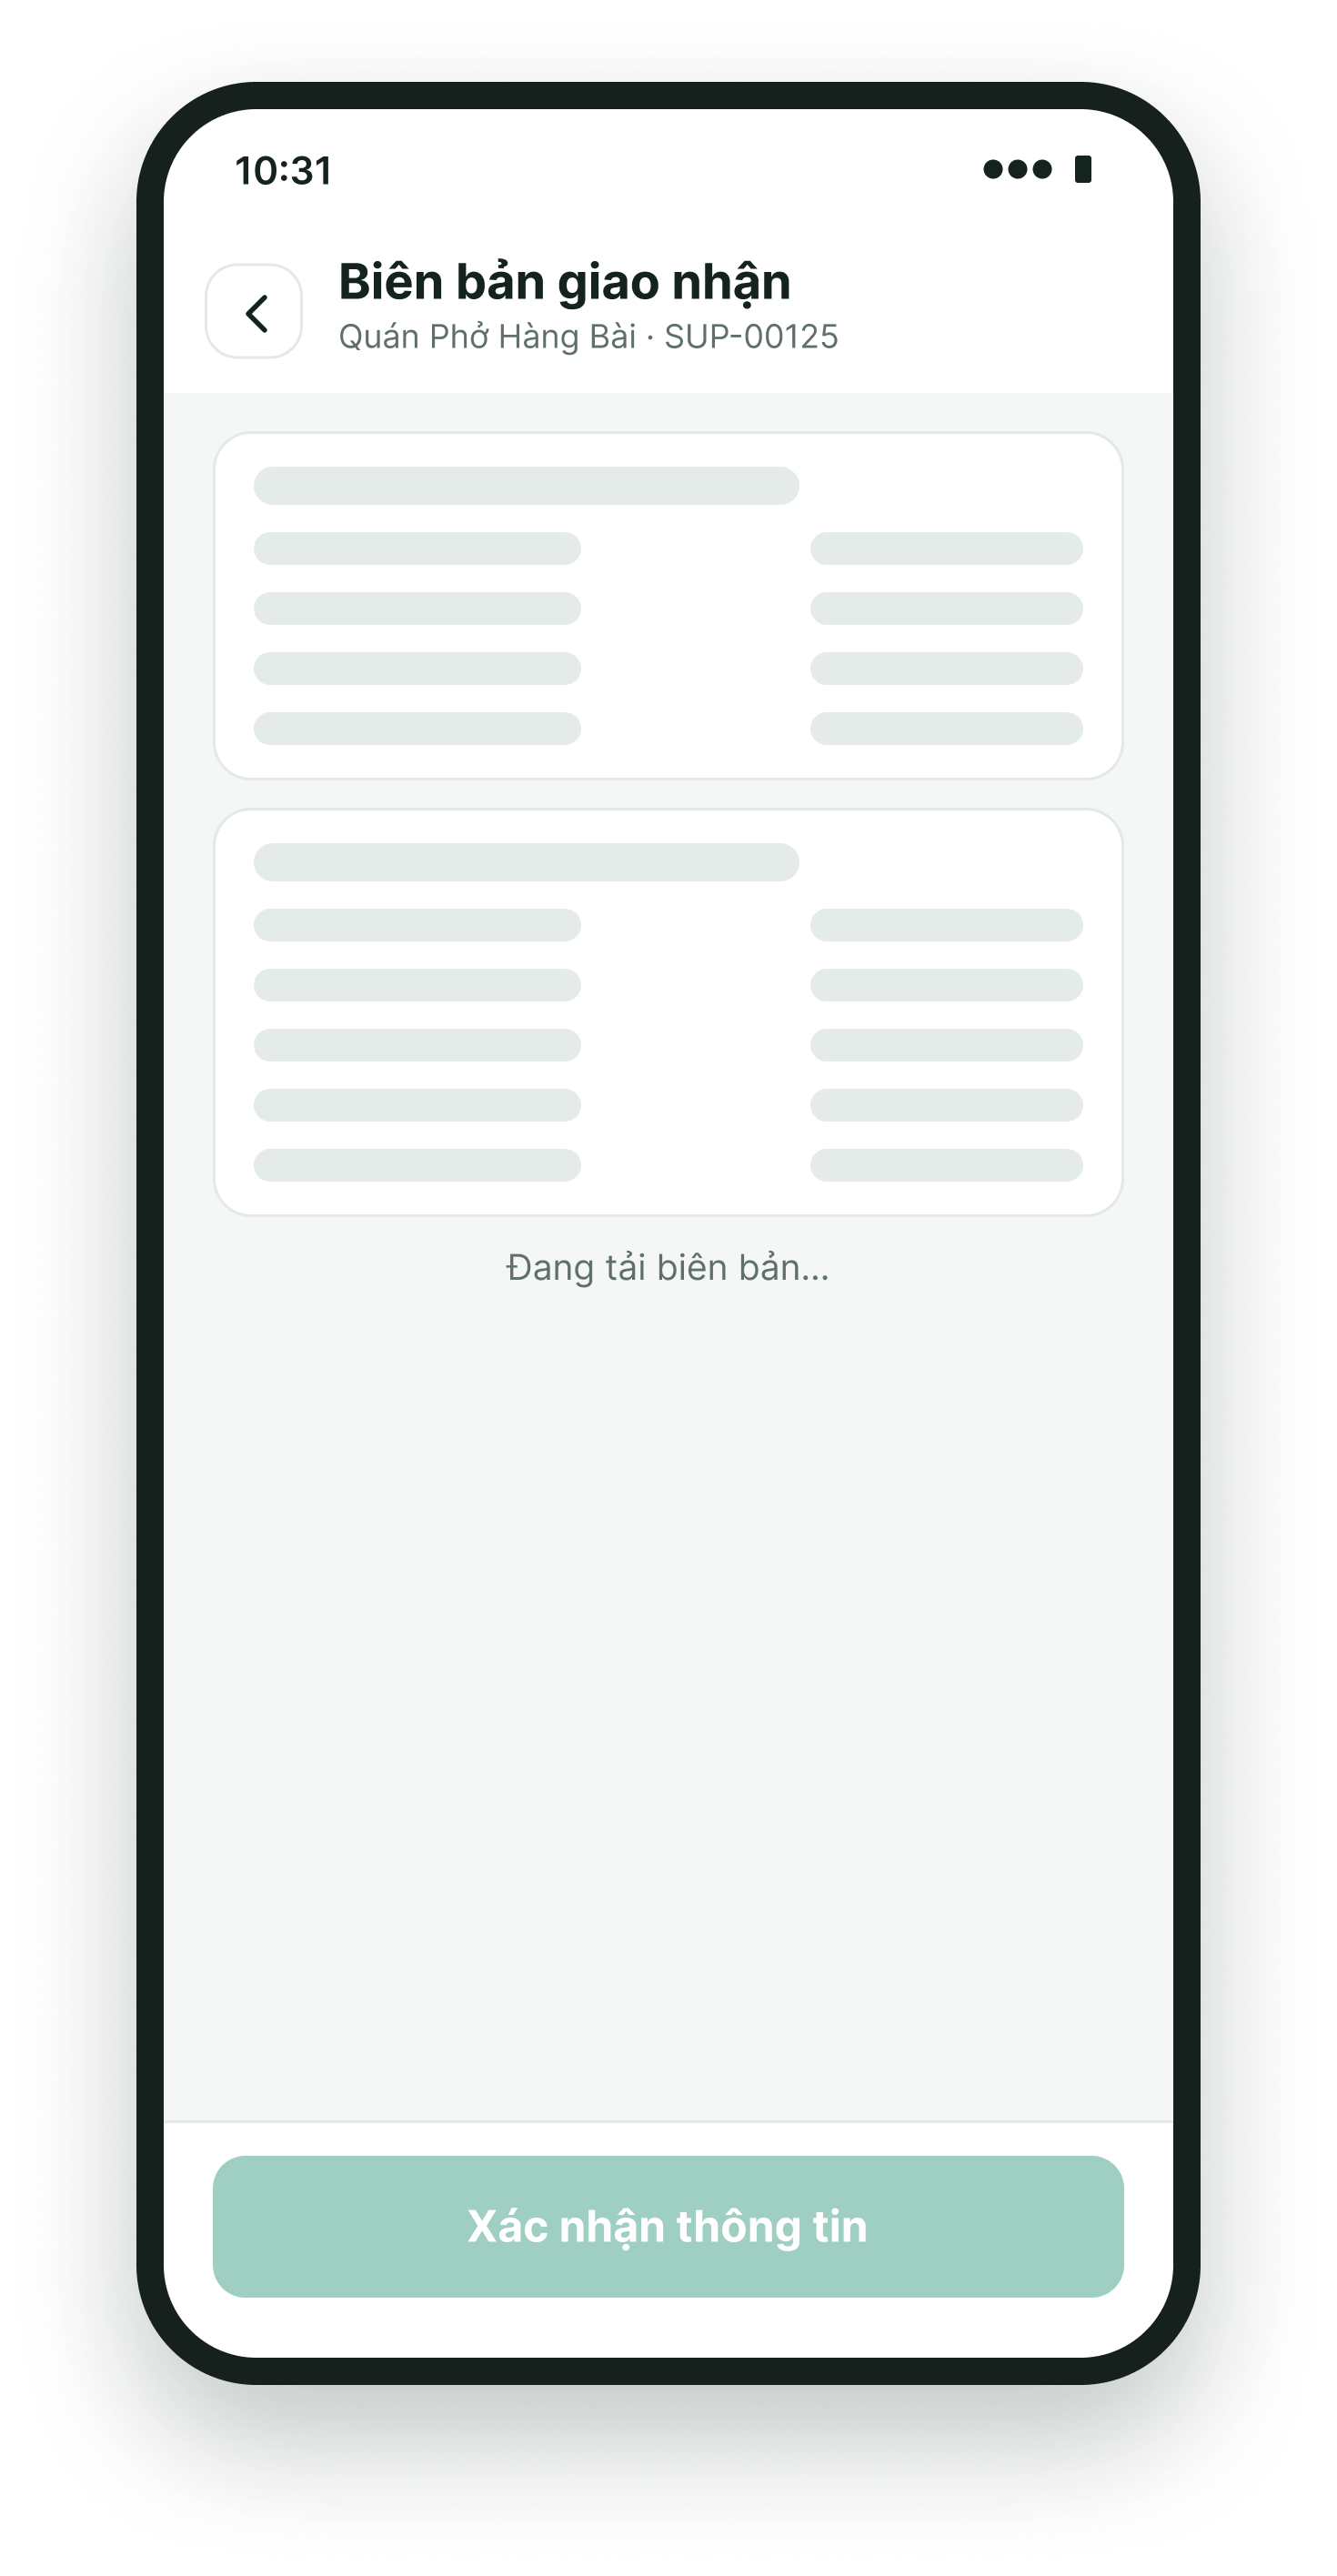 10:31
Biên bản giao nhận
Quán Phở Hàng Bài · SUP-00125
Đang tải biên bản...
Xác nhận thông tin